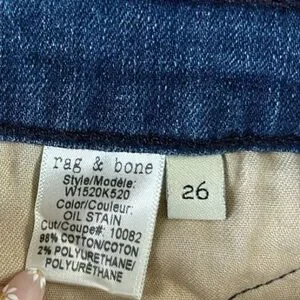 rag & bone
Style/Modèle:
W1520K520
Color/Couleur:
OIL STAIN
Cut/Coupe#: 10082
98% COTTON/COTON
2% POLYURETHANE/
POLYURÉTHANE
26